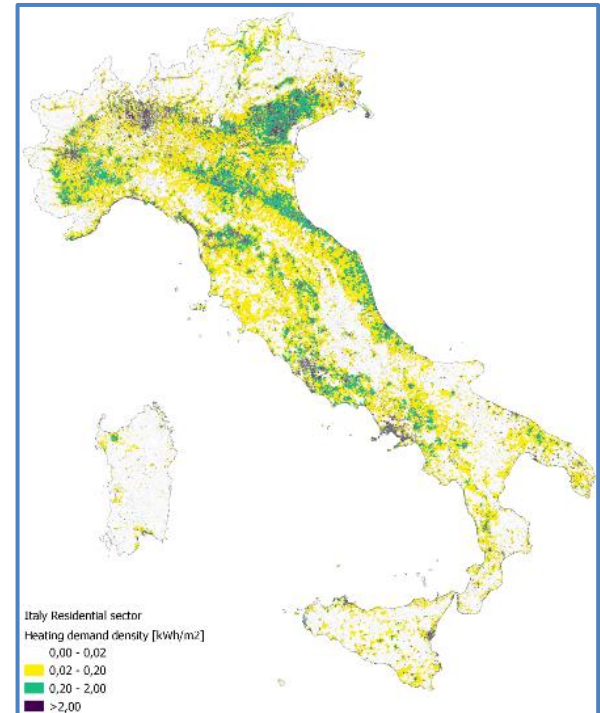 Italy Residential sector
Heating demand density [kWh/m2]
0,00 - 0,02
0,02 - 0,20
0,20 - 2,00
>2,00